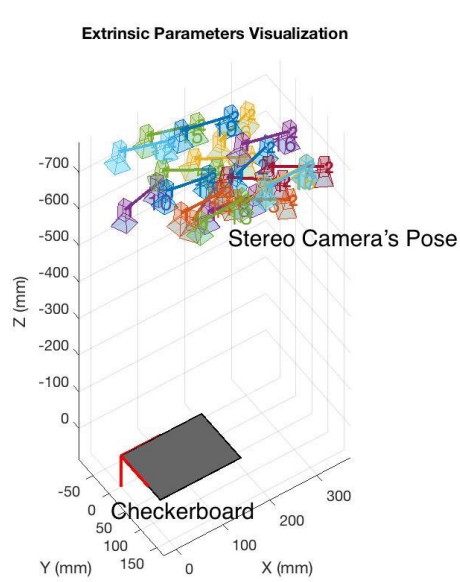 Extrinsic Parameters Visualization
-700
-600
-500
-400
-300
-200
-100
0
Z (mm)
Stereo Camera's Pose
Checkerboard
-50
0
50
100
150
Y (mm)
0
100
200
300
X (mm)